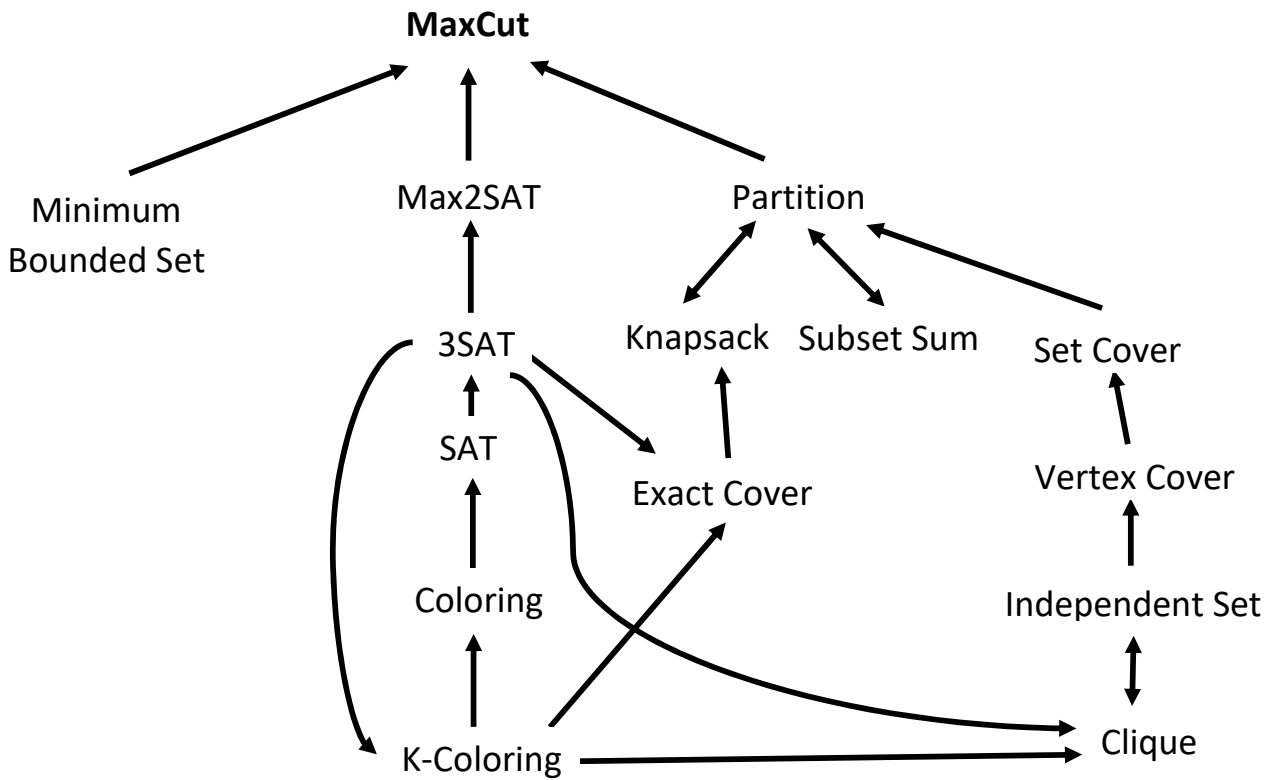 MaxCut
Minimum
Bounded Set
Max2SAT
Partition
3SAT
Knapsack
Subset Sum
Set Cover
SAT
Exact Cover
Vertex Cover
Coloring
Independent Set
K-Coloring
Clique